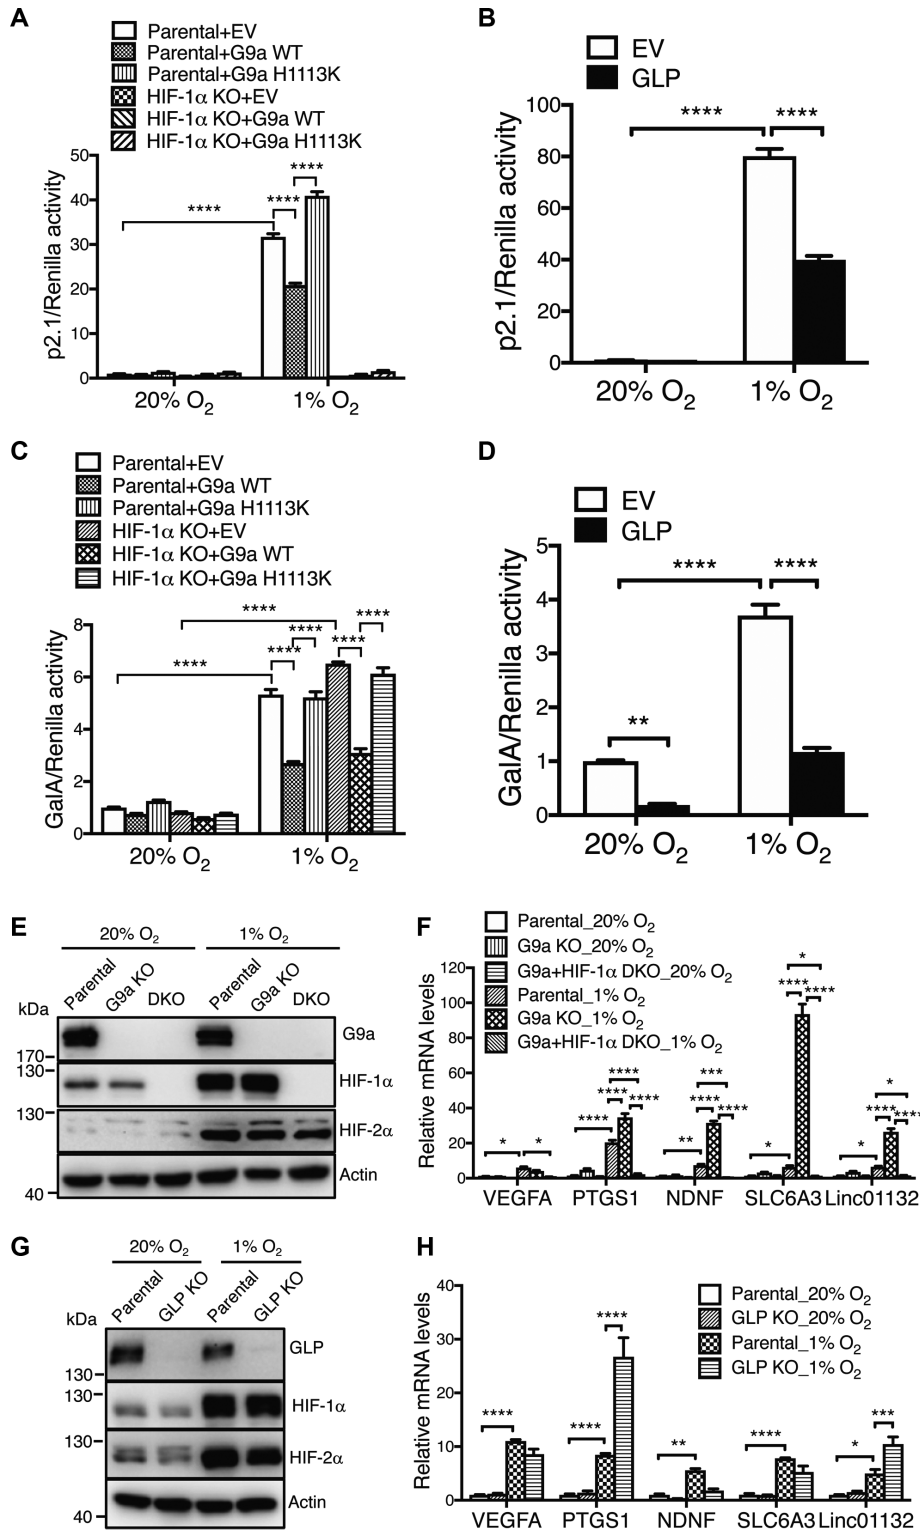 A
Parental+EV
Parental+G9a WT
Parental+G9a H1113K
HIF-1α KO+EV
HIF-1α KO+G9a WT
HIF-1α KO+G9a H1113K
p2.1/Renilla activity
50
40
30
20
10
0
****
****
****
20% O2
1% O2
B
EV
GLP
p2.1/Renilla activity
100
80
60
40
20
0
****
****
20% O2
1% O2
C
Parental+EV
Parental+G9a WT
Parental+G9a H1113K
HIF-1α KO+EV
HIF-1α KO+G9a WT
HIF-1α KO+G9a H1113K
GalA/Renilla activity
8
6
4
2
0
****
****
****
****
****
****
20% O2
1% O2
D
EV
GLP
GalA/Renilla activity
5
4
3
2
1
0
****
****
**
20% O2
1% O2
E
20% O2
1% O2
Parental
G9a KO
DKO
Parental
G9a KO
DKO
kDa
G9a
170
130
HIF-1α
130
HIF-2α
Actin
40
F
Parental_20% O2
G9a KO_20% O2
G9a+HIF-1α DKO_20% O2
Parental_1% O2
G9a KO_1% O2
G9a+HIF-1α DKO_1% O2
Relative mRNA levels
120
100
80
60
40
20
0
*
*
****
****
****
****
**
***
****
****
*
*
****
****
*
*
****
****
VEGFA
PTGS1
NDNF
SLC6A3
Linc01132
G
20% O2
1% O2
Parental
GLP KO
Parental
GLP KO
kDa
GLP
130
130
HIF-1α
130
HIF-2α
Actin
40
H
Parental_20% O2
GLP KO_20% O2
Parental_1% O2
GLP KO_1% O2
Relative mRNA levels
40
30
20
10
0
****
****
****
**
****
*
***
VEGFA
PTGS1
NDNF
SLC6A3
Linc01132